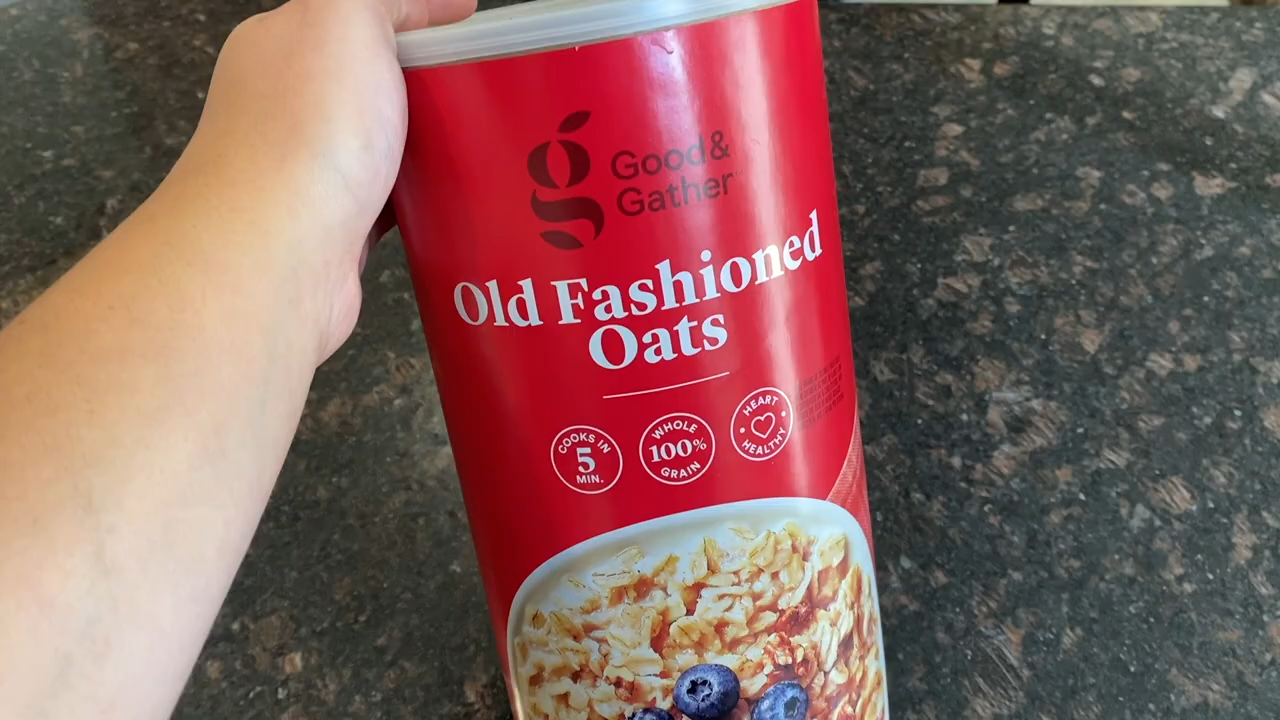 Good &
Gather
Old Fashioned
Oats
COOKS IN
5
MIN.
WHOLE
100%
GRAIN
HEART
HEALTHY